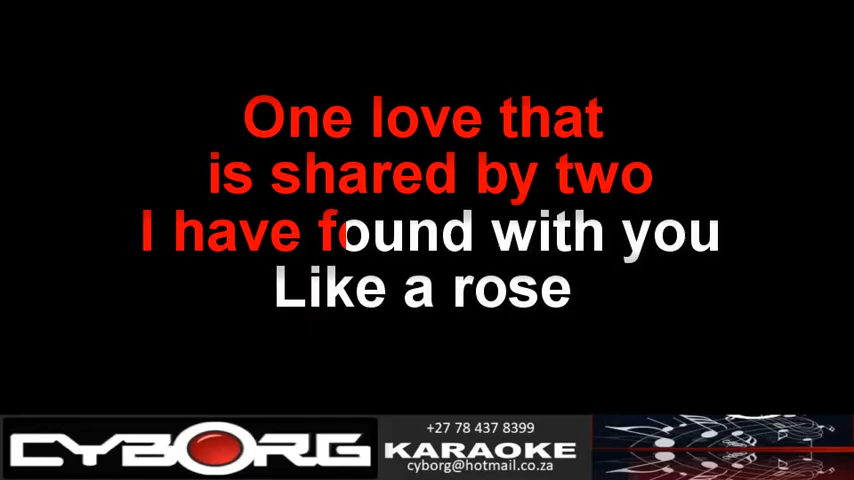 One love that
is shared by two
I have found with you
Like a rose
CYBORG
+27 78 437 8399
KARAOKE
cyborg@hotmail.co.za